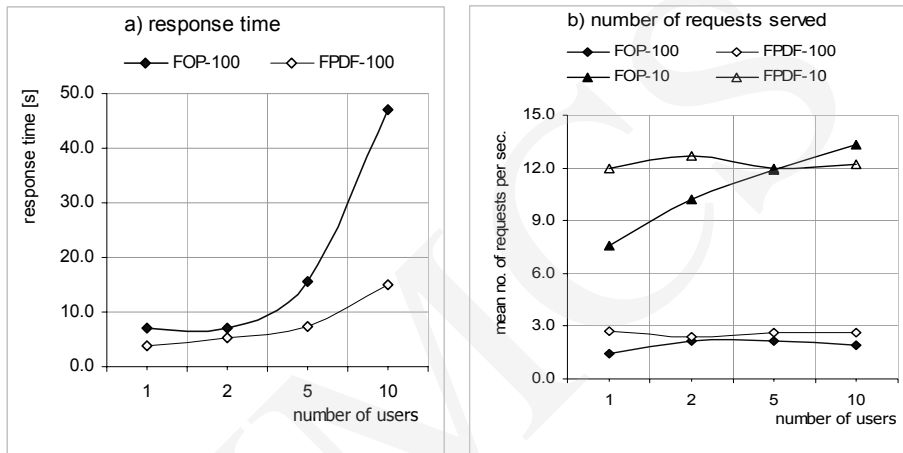 a) response time
FOP-100 FPDF-100
response time [s]
50.0
40.0
30.0
20.0
10.0
0.0
1 2 5 10
number of users
b) number of requests served
FOP-100 FPDF-100
FOP-10 FPDF-10
mean no. of requests per sec.
15.0
12.0
9.0
6.0
3.0
0.0
1 2 5 10
number of users